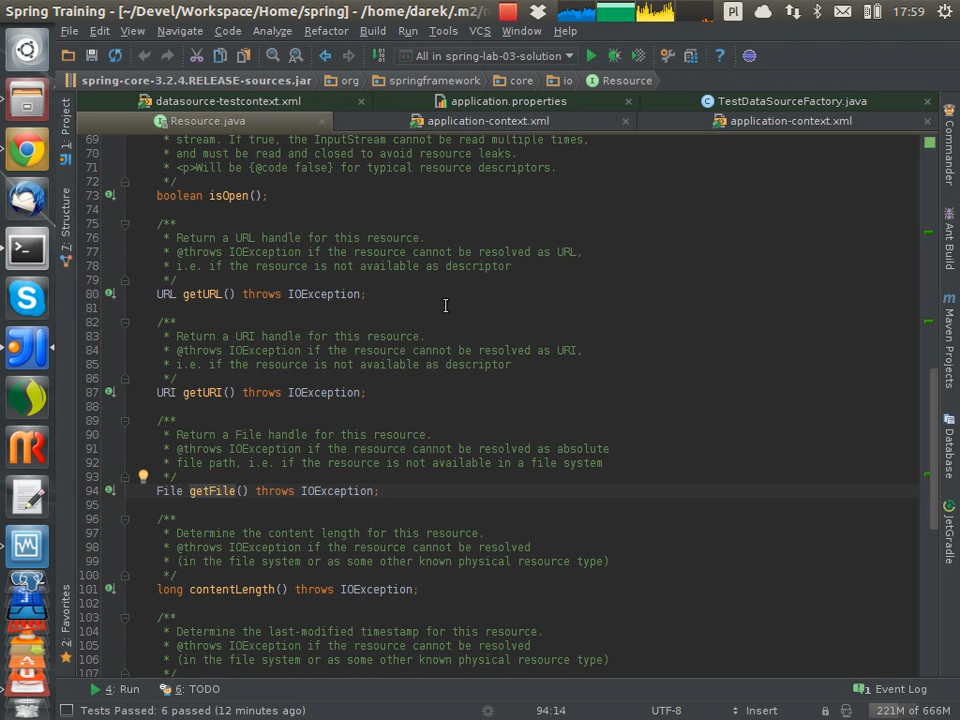 Spring Training - [~/Devel/Workspace/Home/spring] - /home/darek/.m2/
Pl
17:59
File Edit View Navigate Code Analyze Refactor Build Run Tools VCS Window Help
All in spring-lab-03-solution
spring-core-3.2.4.RELEASE-sources.jar org springframework core io Resource
datasource-testcontext.xml application.properties TestDataSourceFactory.java
Resource.java application-context.xml application-context.xml
1: Project
7: Structure
2: Favorites
69 * stream. If true, the InputStream cannot be read multiple times,
70 * and must be read and closed to avoid resource leaks.
71 * <p>Will be {@code false} for typical resource descriptors.
72 */
73 boolean isOpen();
74
75 /**
76 * Return a URL handle for this resource.
77 * @throws IOException if the resource cannot be resolved as URL,
78 * i.e. if the resource is not available as descriptor
79 */
80 URL getURL() throws IOException;
81
82 /**
83 * Return a URI handle for this resource.
84 * @throws IOException if the resource cannot be resolved as URI,
85 * i.e. if the resource is not available as descriptor
86 */
87 URI getURI() throws IOException;
88
89 /**
90 * Return a File handle for this resource.
91 * @throws IOException if the resource cannot be resolved as absolute
92 * file path, i.e. if the resource is not available in a file system
93 */
94 File getFile() throws IOException;
95
96 /**
97 * Determine the content length for this resource.
98 * @throws IOException if the resource cannot be resolved
99 * (in the file system or as some other known physical resource type)
100 */
101 long contentLength() throws IOException;
102
103 /**
104 * Determine the last-modified timestamp for this resource.
105 * @throws IOException if the resource cannot be resolved
106 * (in the file system or as some other known physical resource type)
107 */
Commander
Ant Build
Maven Projects
Database
JetGradle
4: Run 6: TODO 1 Event Log
Tests Passed: 6 passed (12 minutes ago) 94:14 UTF-8 Insert 221M of 666M